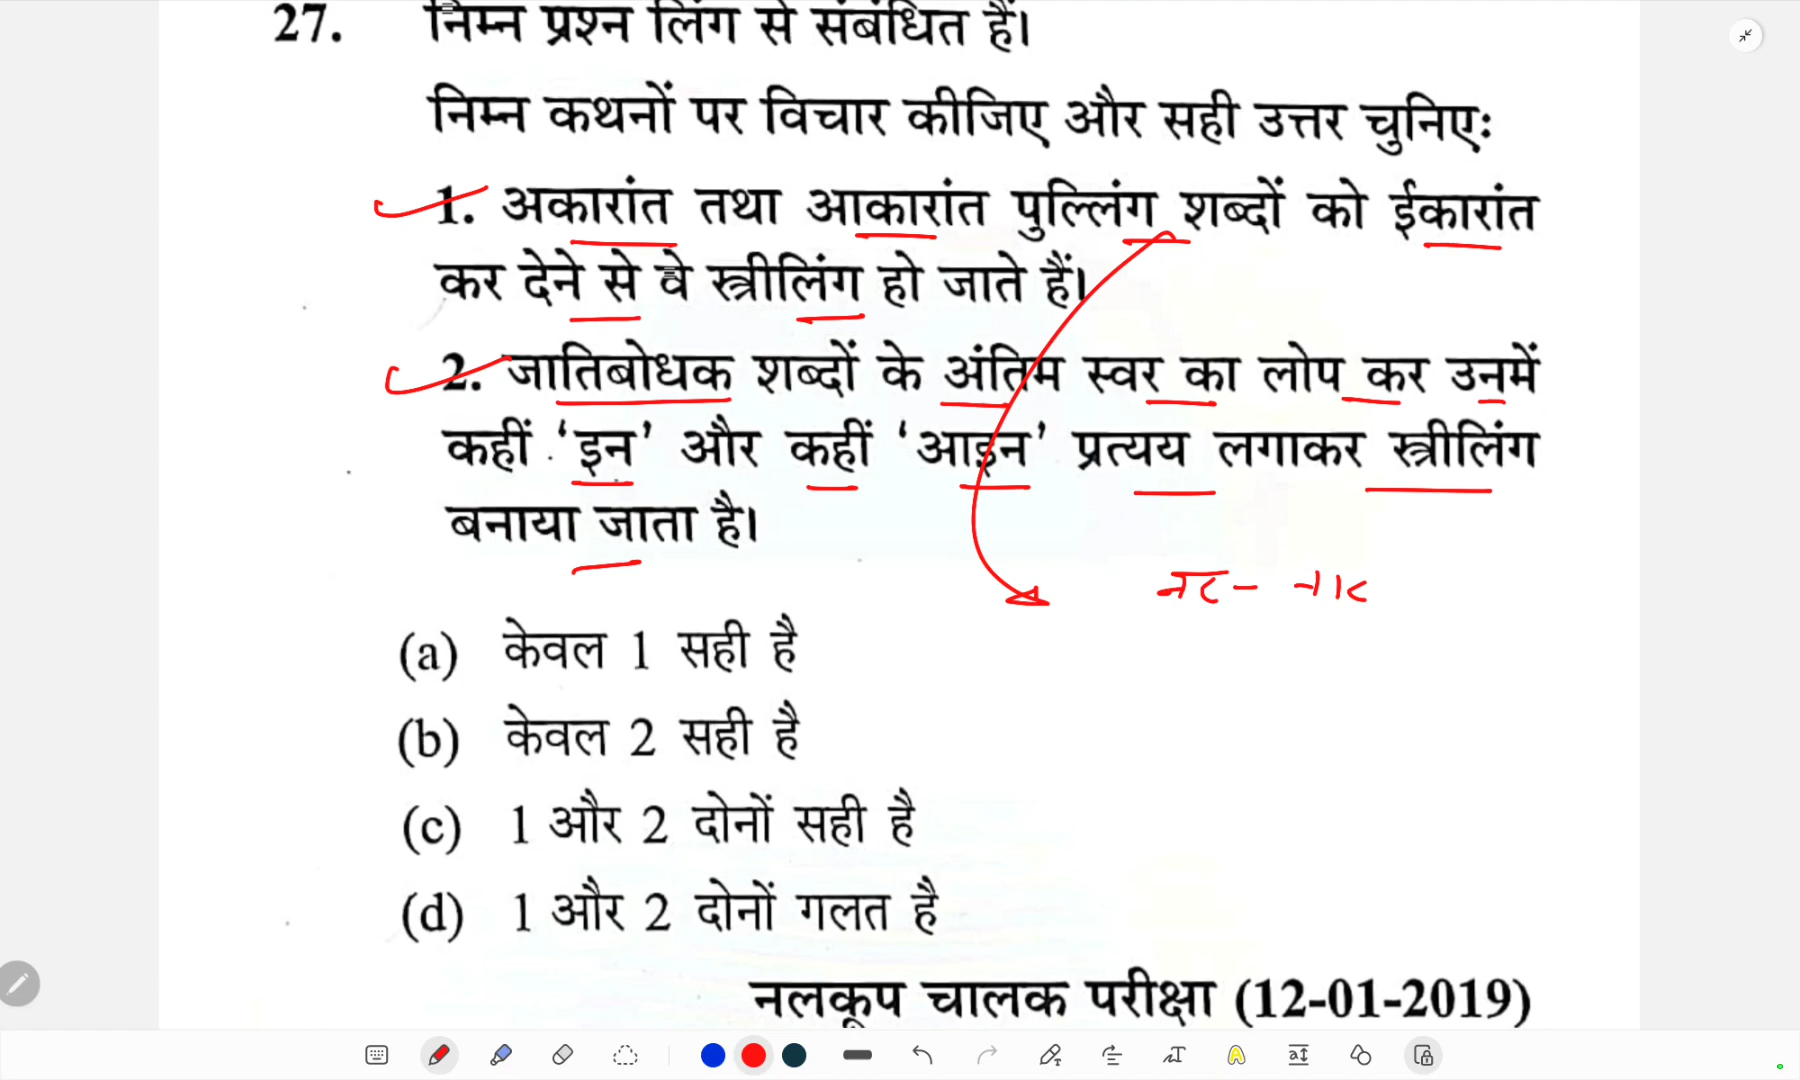 27. निम्न प्रश्न लिंग से संबंधित हैं।
निम्न कथनों पर विचार कीजिए और सही उत्तर चुनिएः
1. अकारांत तथा आकारांत पुल्लिंग शब्दों को ईकारांत
कर देने से वे स्त्रीलिंग हो जाते हैं।
2. जातिबोधक शब्दों के अंतिम स्वर का लोप कर उनमें
कहीं 'इन' और कहीं 'आइन' प्रत्यय लगाकर स्त्रीलिंग
बनाया जाता है।
नर -
(a) केवल 1 सही है
(b) केवल 2 सही है
(c) 1 और 2 दोनों सही है
(d) 1 और 2 दोनों गलत है
नलकूप चालक परीक्षा (12-01-2019)